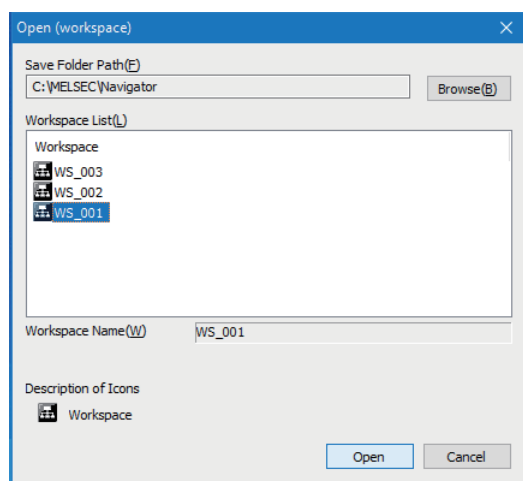 Open (workspace)
Save Folder Path(F)
C:\MELSEC\Navigator
Browse(B)
Workspace List(L)
Workspace
WS_003
WS_002
WS_001
Workspace Name(W) WS_001
Description of Icons
Workspace
Open Cancel